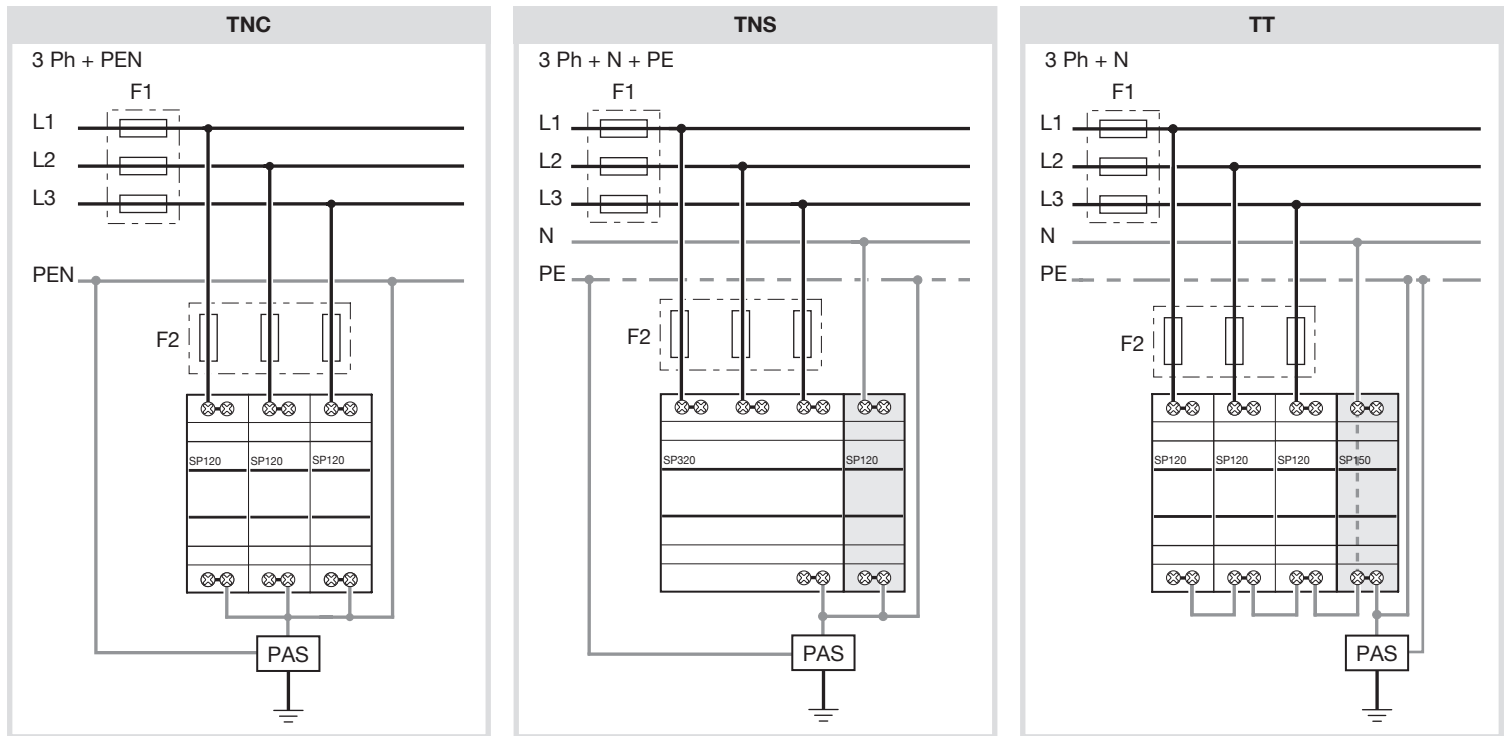 TNC
3 Ph + PEN
F1
L1
L2
L3
PEN
F2
SP120 SP120 SP120
PAS
TNS
3 Ph + N + PE
F1
L1
L2
L3
N
PE
F2
SP320 SP120
PAS
TT
3 Ph + N
F1
L1
L2
L3
N
PE
F2
SP120 SP120 SP120 SP150
PAS